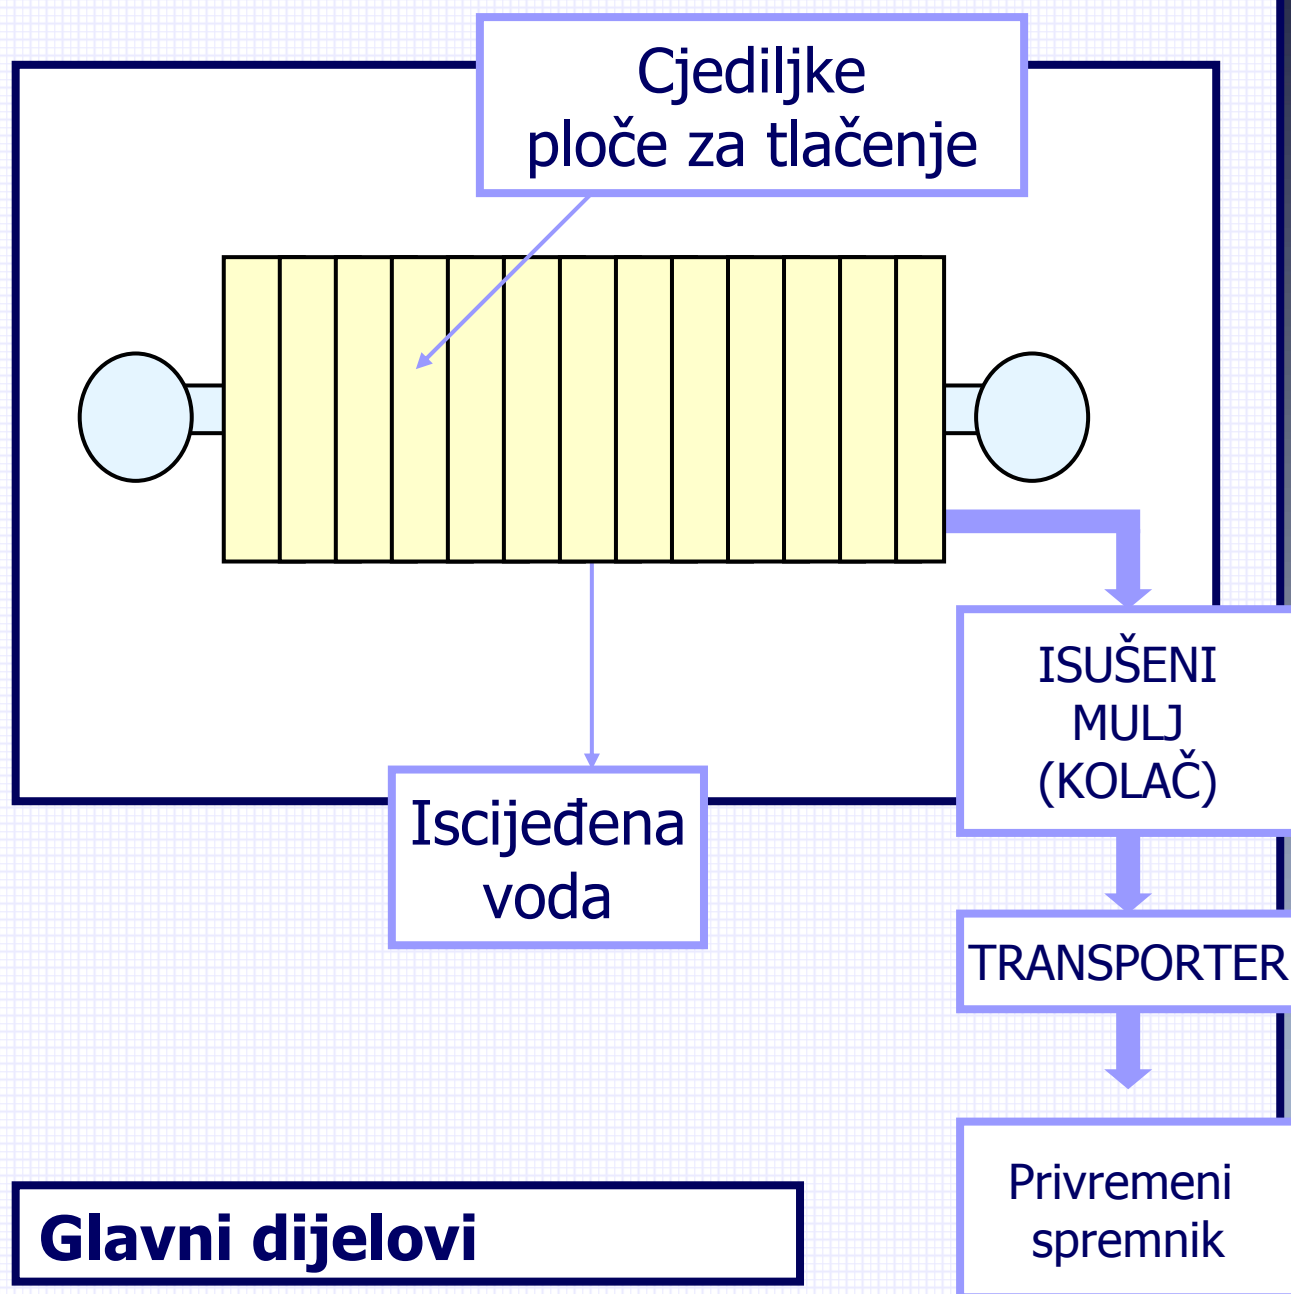 Cjediljke
ploče za tlačenje
ISUŠENI
MULJ
(KOLAČ)
Iscijeđena
voda
TRANSPORTER
Privremeni
spremnik
Glavni dijelovi